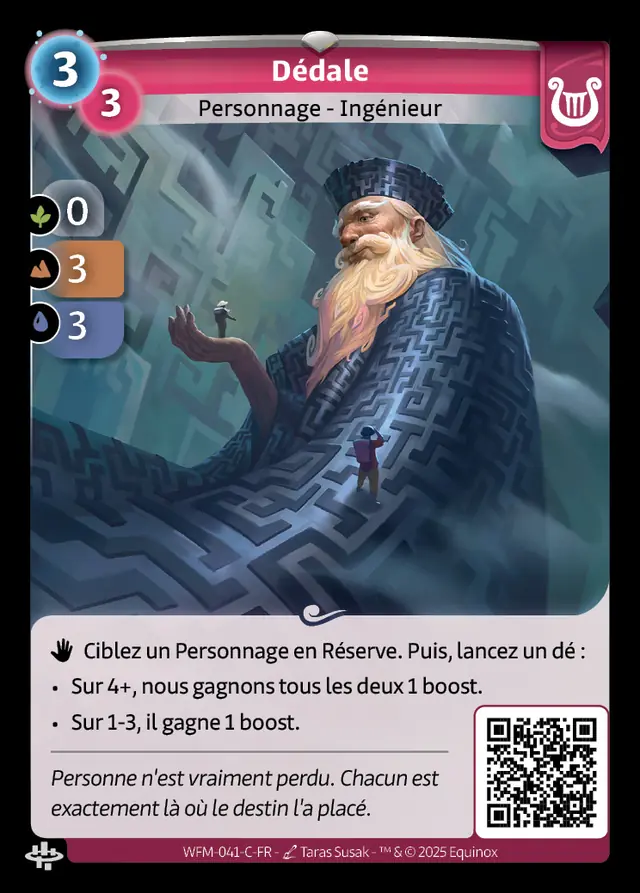 3
Dédale
3
Personnage - Ingénieur
0
3
3
Ciblez un Personnage en Réserve. Puis, lancez un dé :
• Sur 4+, nous gagnons tous les deux 1 boost.
• Sur 1-3, il gagne 1 boost.
Personne n'est vraiment perdu. Chacun est
exactement là où le destin l'a placé.
WFM-041-C-FR - Taras Susak - ™ & © 2025 Equinox